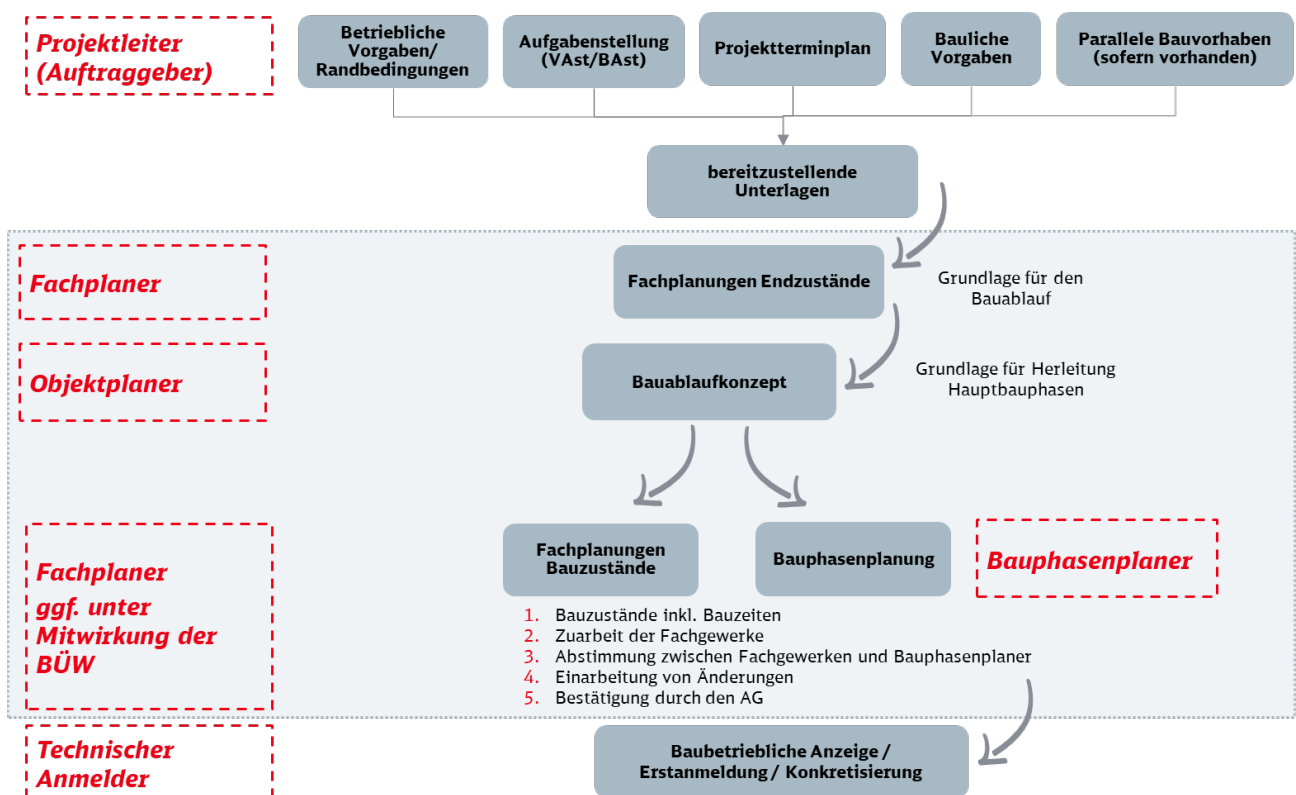 Projektleiter
(Auftraggeber)
Betriebliche
Vorgaben/
Randbedingungen
Aufgabenstellung
(VAst/BAst)
Projektterminplan
Bauliche
Vorgaben
Parallele Bauvorhaben
(sofern vorhanden)
bereitzustellende
Unterlagen
Fachplaner
Fachplanungen Endzustände
Grundlage für den
Bauablauf
Objektplaner
Bauablaufkonzept
Grundlage für Herleitung
Hauptbauphasen
Fachplaner
ggf. unter
Mitwirkung der
BÜW
Fachplanungen
Bauzustände
Bauphasenplanung
Bauphasenplaner
1. Bauzustände inkl. Bauzeiten
2. Zuarbeit der Fachgewerke
3. Abstimmung zwischen Fachgewerken und Bauphasenplaner
4. Einarbeitung von Änderungen
5. Bestätigung durch den AG
Technischer
Anmelder
Baubetriebliche Anzeige /
Erstanmeldung / Konkretisierung